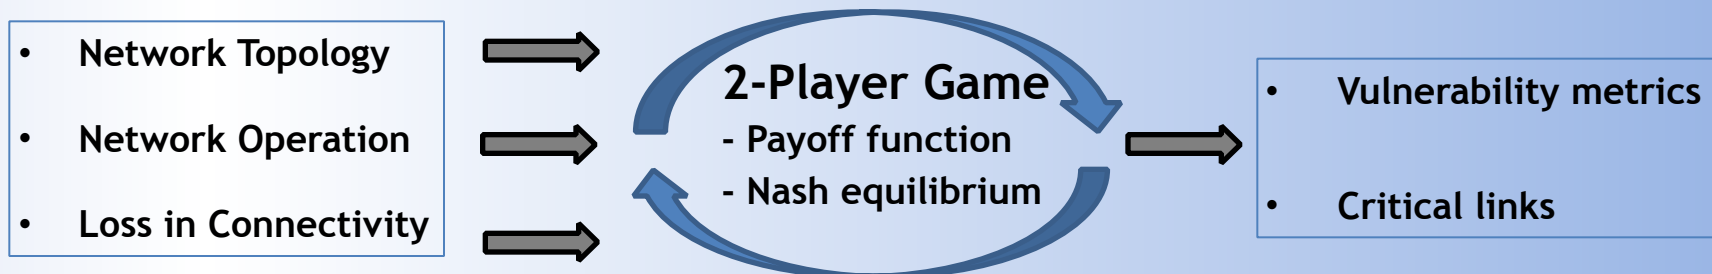 • Network Topology
• Network Operation
• Loss in Connectivity
2-Player Game
- Payoff function
- Nash equilibrium
• Vulnerability metrics
• Critical links